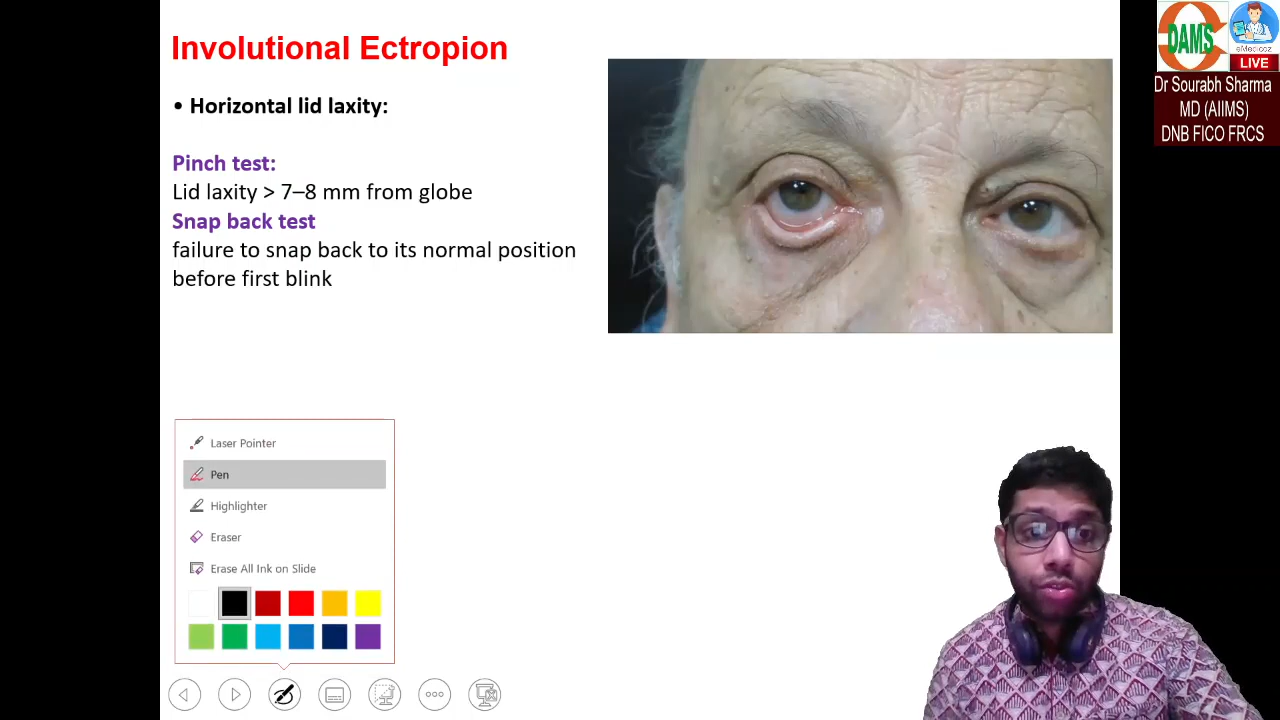 Involutional Ectropion
• Horizontal lid laxity:
Pinch test:
Lid laxity > 7–8 mm from globe
Snap back test
failure to snap back to its normal position
before first blink
Laser Pointer
Pen
Highlighter
Eraser
Erase All Ink on Slide
DAMS
eMedicoz
LIVE
Dr Sourabh Sharma
MD (AIIMS)
DNB FICO FRCS